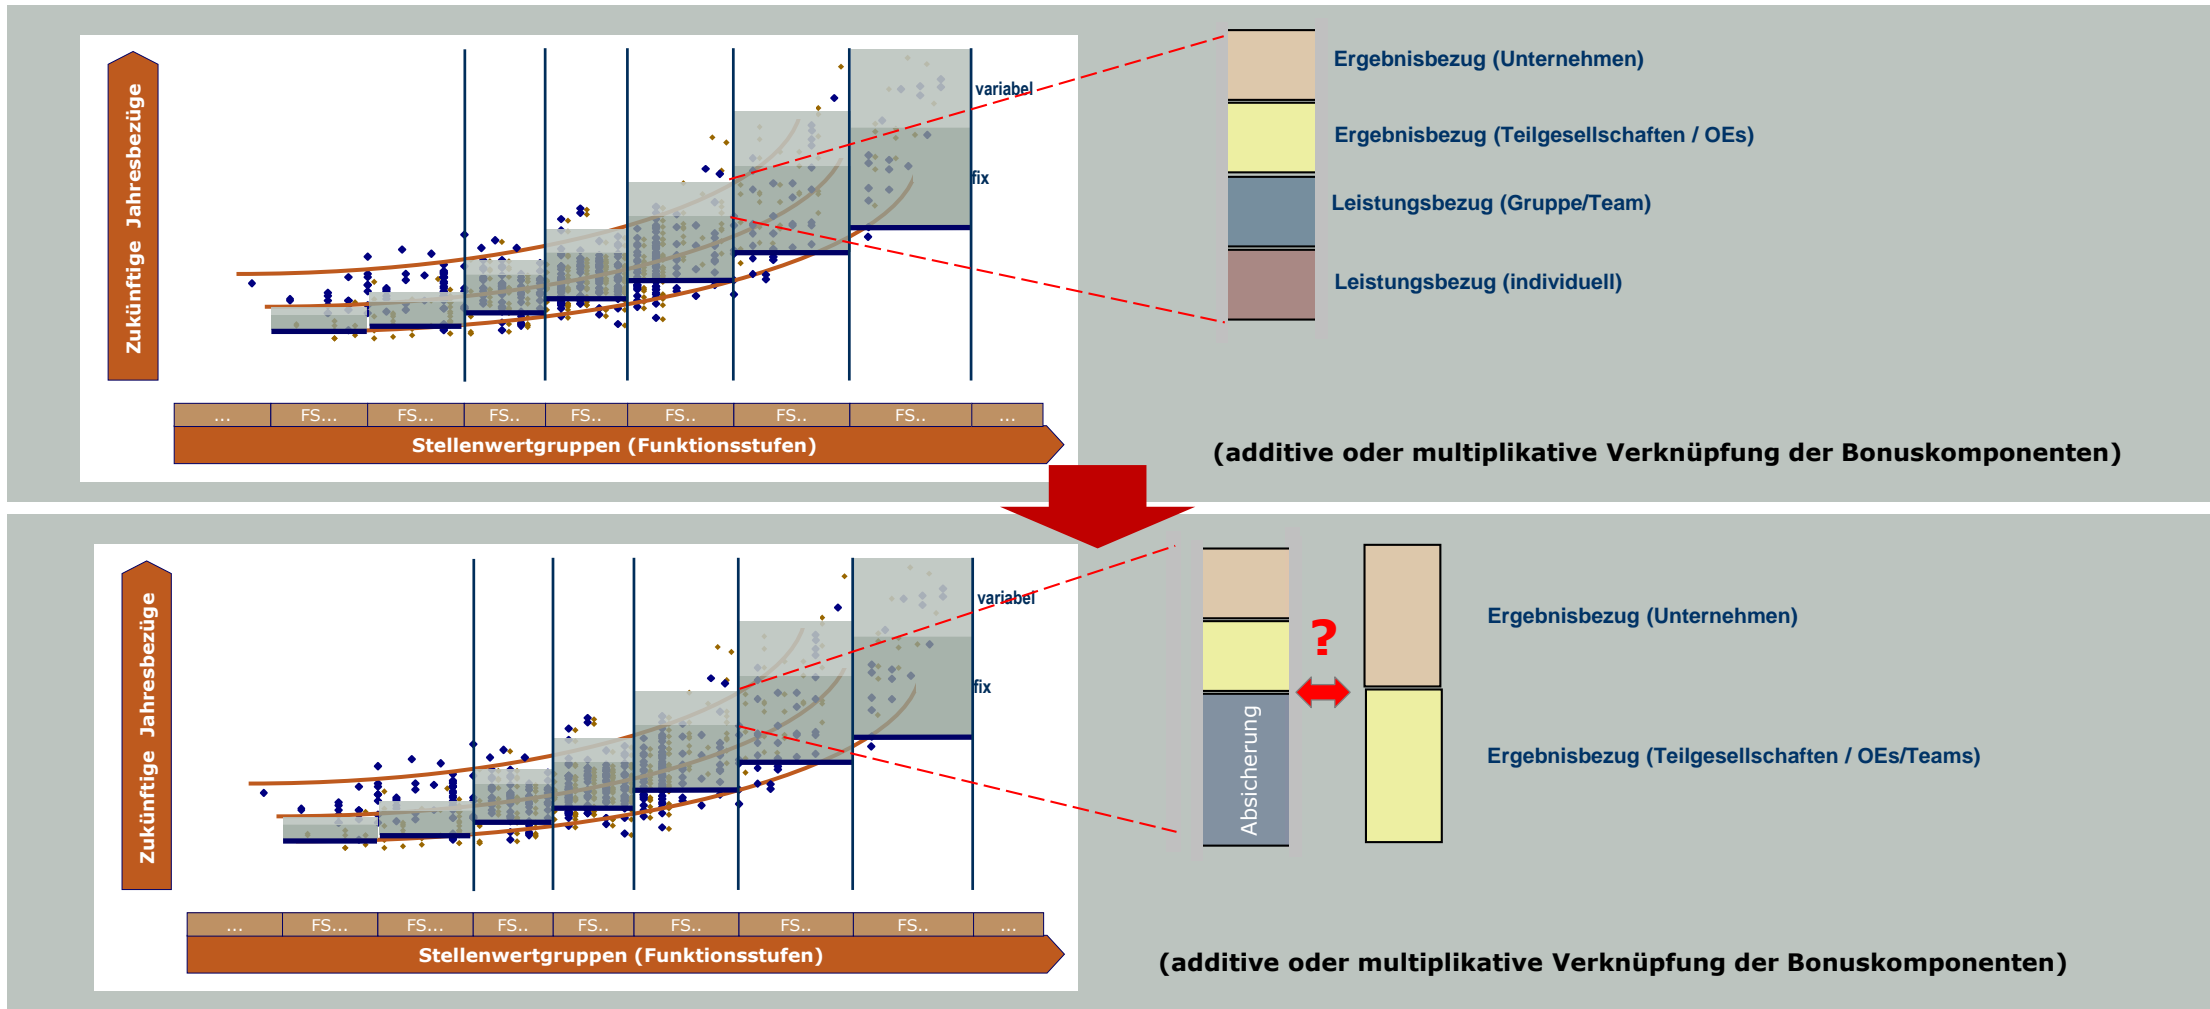 Zukünftige Jahresbezüge
variabel
fix
... FS... FS... FS.. FS.. FS.. FS.. FS.. ...
Stellenwertgruppen (Funktionsstufen)
Ergebnisbezug (Unternehmen)
Ergebnisbezug (Teilgesellschaften / OEs)
Leistungsbezug (Gruppe/Team)
Leistungsbezug (individuell)
(additive oder multiplikative Verknüpfung der Bonuskomponenten)
Zukünftige Jahresbezüge
variabel
fix
... FS... FS... FS.. FS.. FS.. FS.. FS.. ...
Stellenwertgruppen (Funktionsstufen)
Absicherung
?
Ergebnisbezug (Unternehmen)
Ergebnisbezug (Teilgesellschaften / OEs/Teams)
(additive oder multiplikative Verknüpfung der Bonuskomponenten)